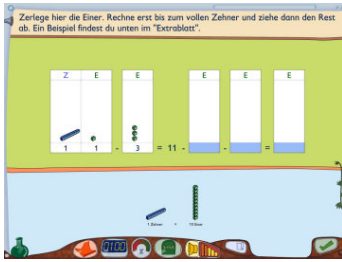 Zerlege hier die Einer. Rechne erst bis zum vollen Zehner und ziehe dann den Rest
ab. Ein Beispiel findest du unten im "Extrablatt".
Z E E E E E
1 1 - 3 = 11 - - =
1 Zehner = 10 Einer